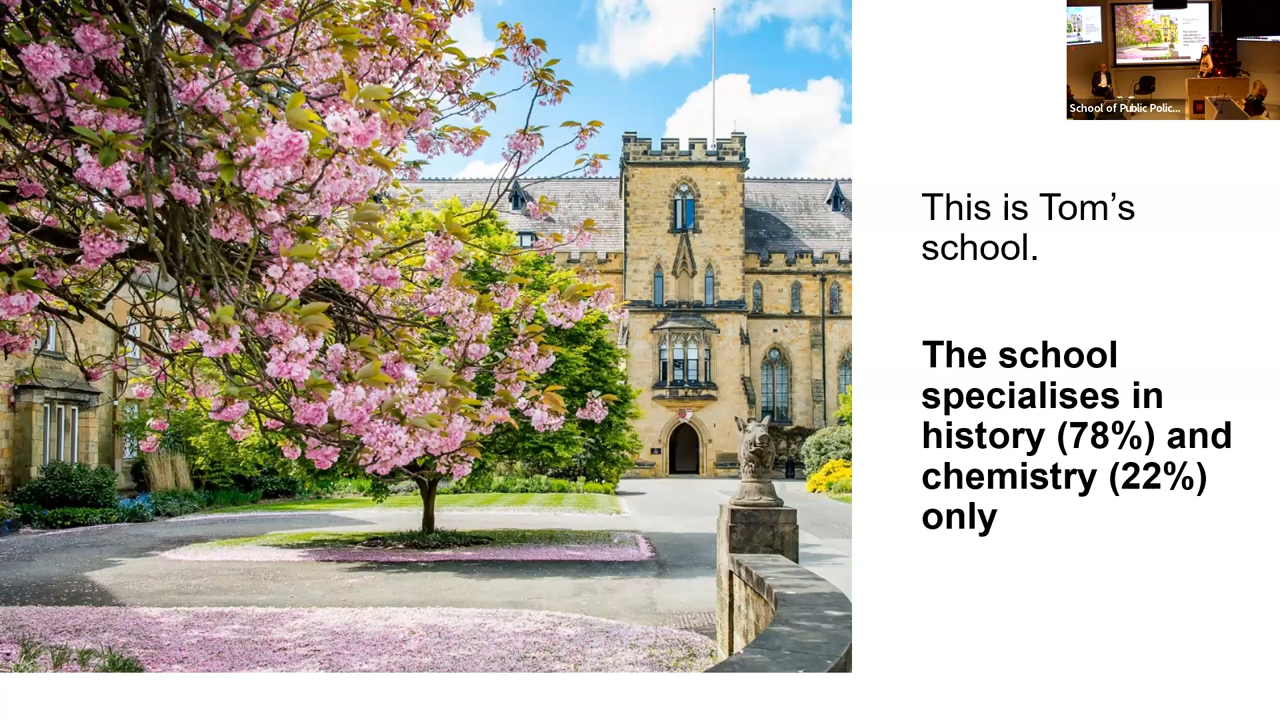 School of Public Polic...
This is Tom’s
school.
The school
specialises in
history (78%) and
chemistry (22%)
only